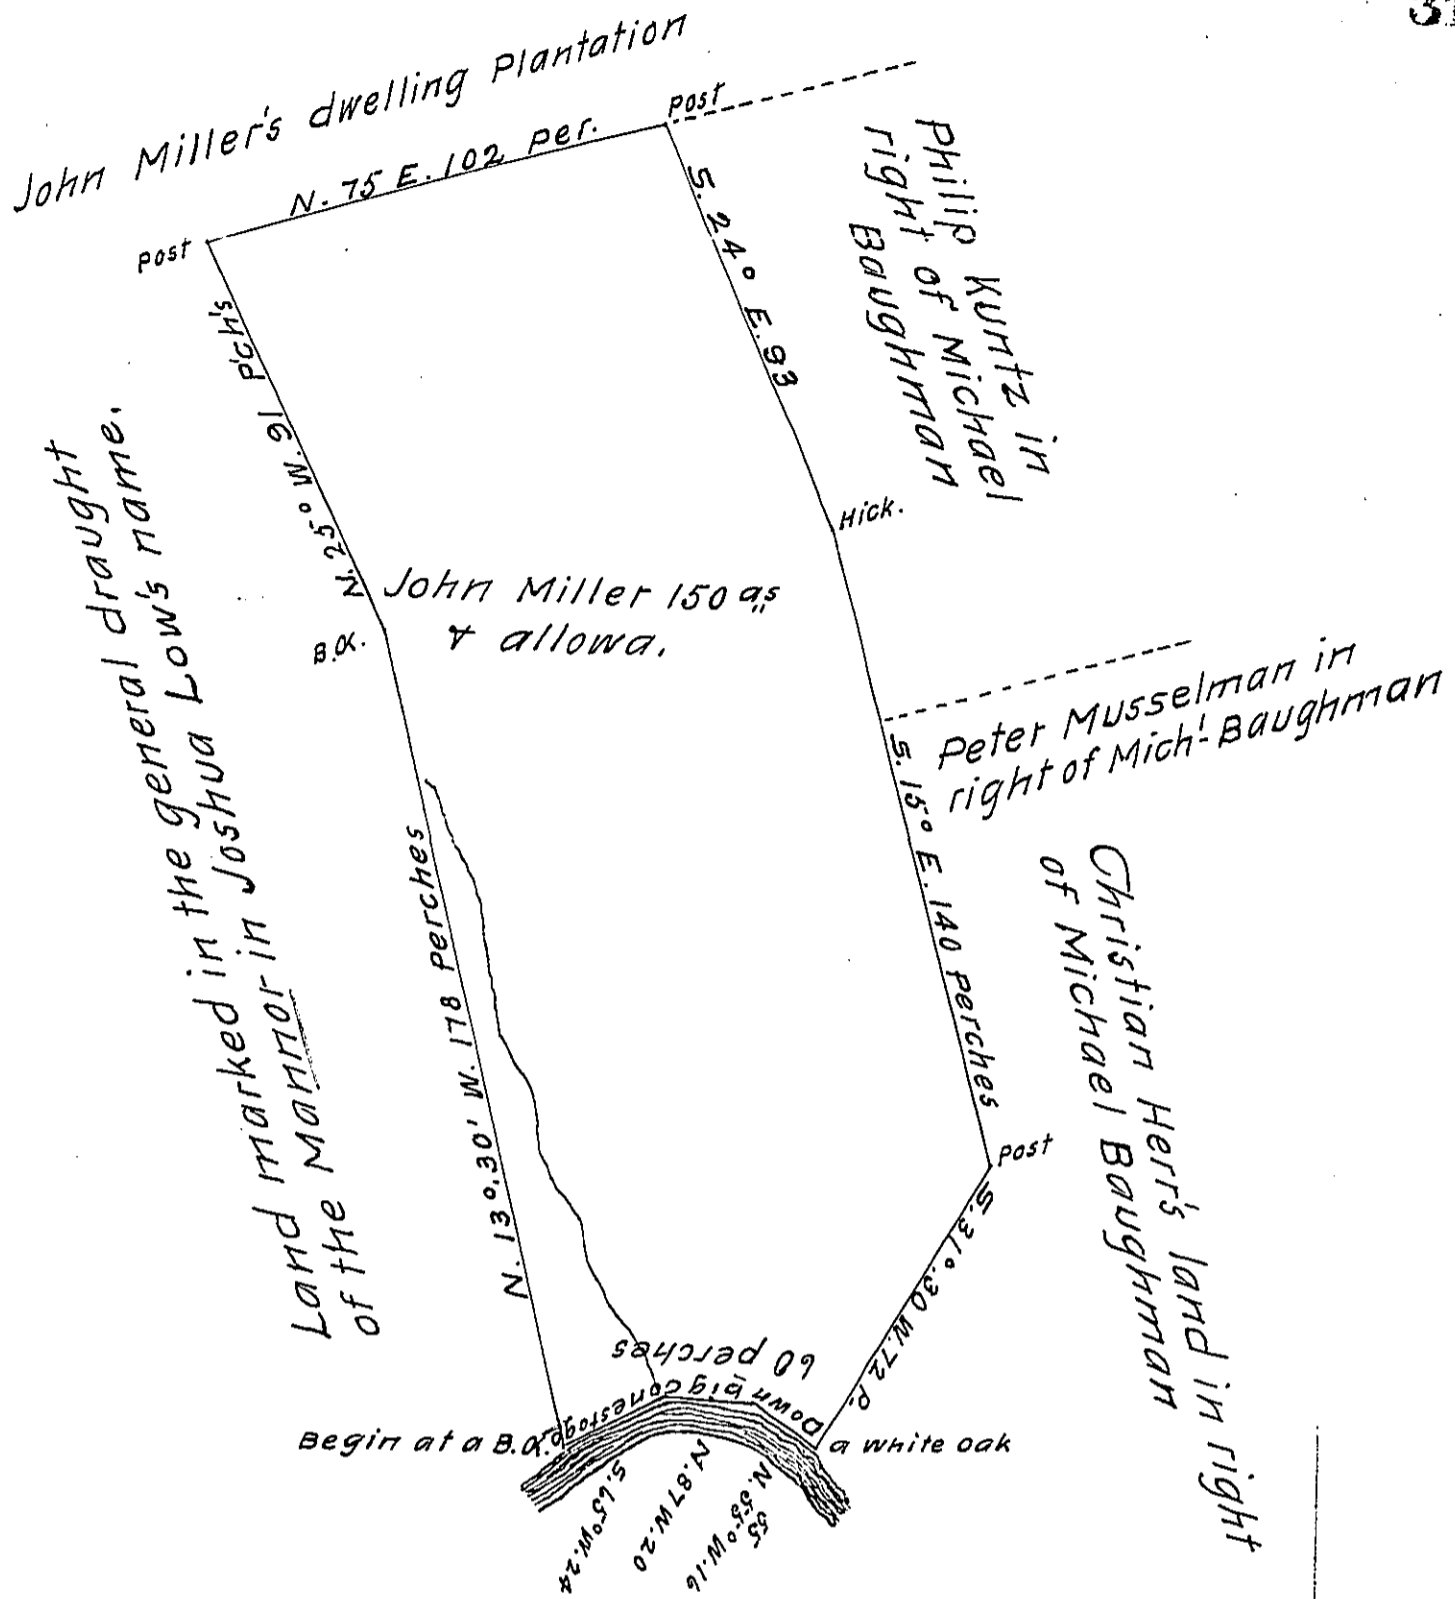 John Miller's dwelling Plantation
post
N. 75 E. 102 Per.
post
S. 24° E. 93
Philip Kuntz in
right of Michael
Baughman
Hick.
N. 25° W. 91 P'ch's
John Miller 150 as
& allowa.
B.O.
Land marked in the general draught
of the Mannor in Joshua Low's name.
Peter Musselman in
right of Mich'l Baughman
S. 15° E. 140 Perches
N. 13°.30' W. 178 Perches
Christian Herr's land in right
of Michael Baughman
post
S. 31°.30 W. 72 P.
60 perches
Down big Conestoga
Begin at a B.O.
a white oak
S. 65° W. 24
N. 87 W. 20
N. 55° W. 16
55